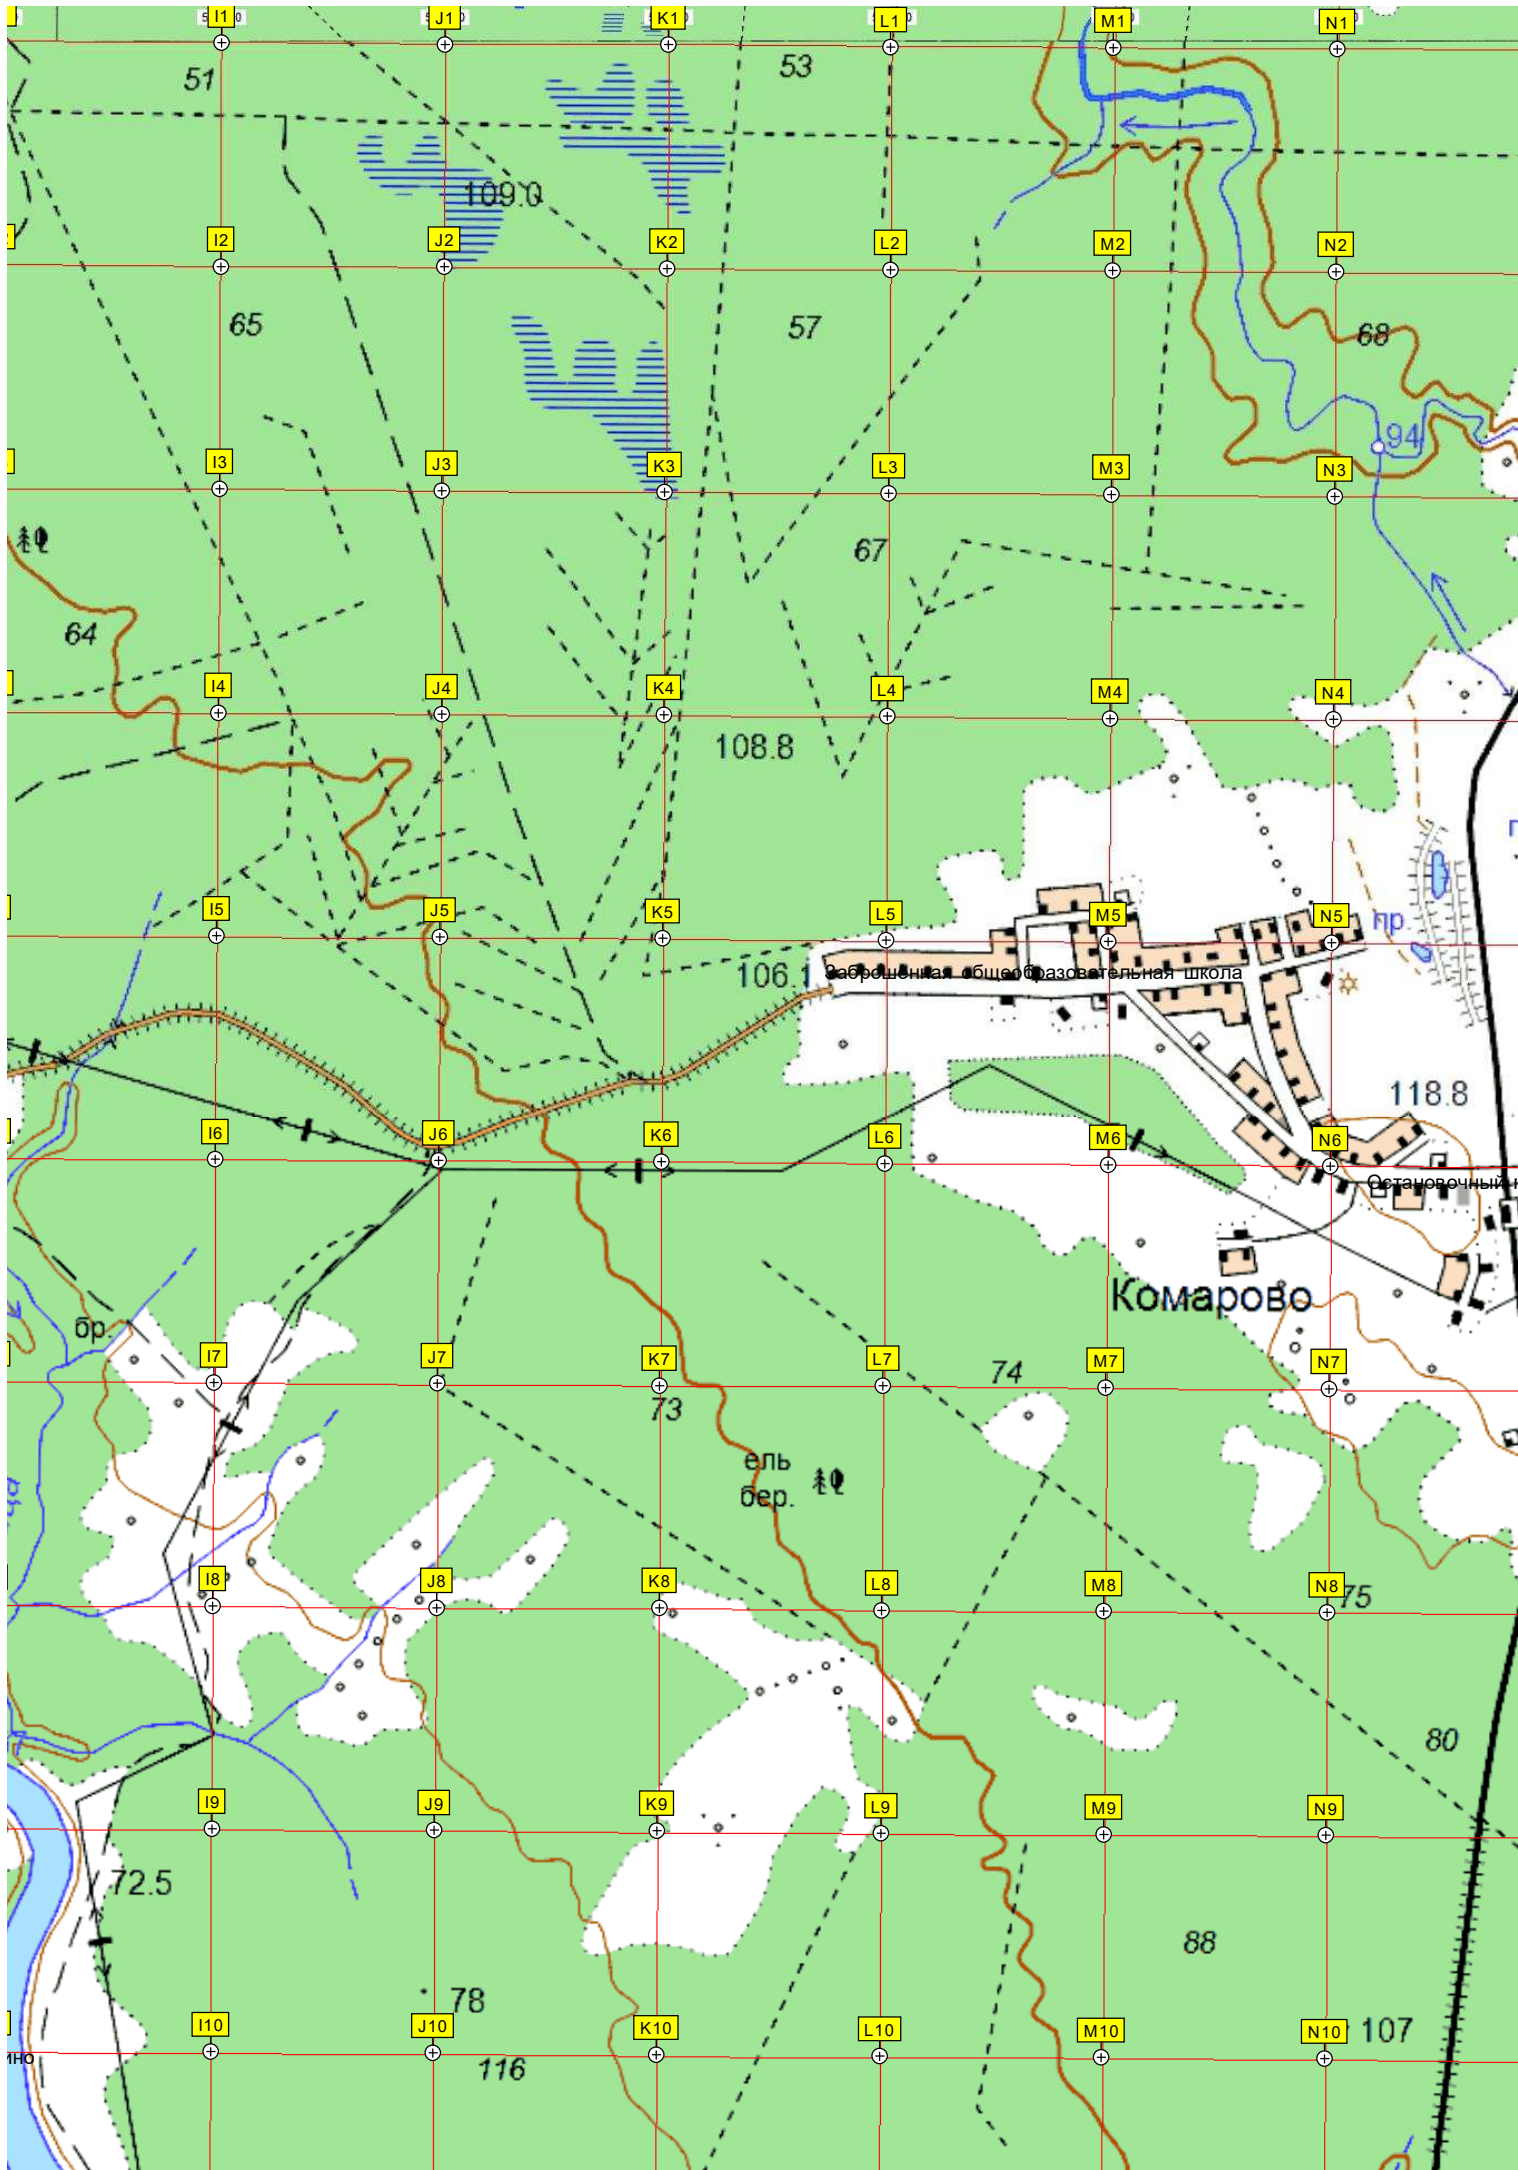 I1 J1 K1 L1 M1 N1
51 53
109.0
I2 J2 K2 L2 M2 N2
65 57 68
94
I3 J3 K3 L3 M3 N3
67
64
I4 J4 K4 L4 M4 N4
108.8
I5 J5 K5 L5 M5 N5
пр.
106.1 Заброшенная общеобразовательная школа
118.8
I6 J6 K6 L6 M6 N6
Остановочный
Комарово
бр.
I7 J7 K7 L7 M7 N7
73 74
ель
бер.
I8 J8 K8 L8 M8 N8
75
80
I9 J9 K9 L9 M9 N9
72.5
88
78
I10 J10 K10 L10 M10 N10
107
116